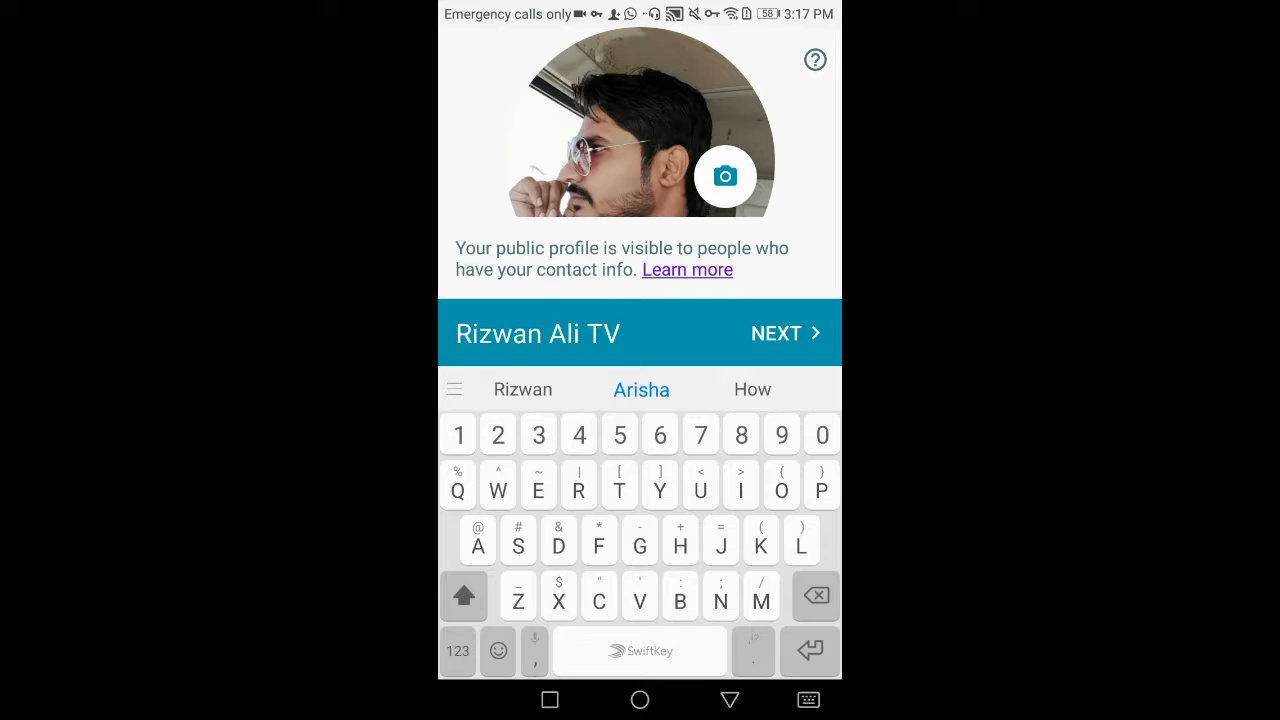 Emergency calls only 58 3:17 PM
Your public profile is visible to people who
have your contact info. Learn more
Rizwan Ali TV NEXT
Rizwan Arisha How
1 2 3 4 5 6 7 8 9 0
% ^ ~ | [ ] < > { }
Q W E R T Y U I O P
@ # & * - + = ( )
A S D F G H J K L
_ $ " ' : ; /
Z X C V B N M
123 , SwiftKey .